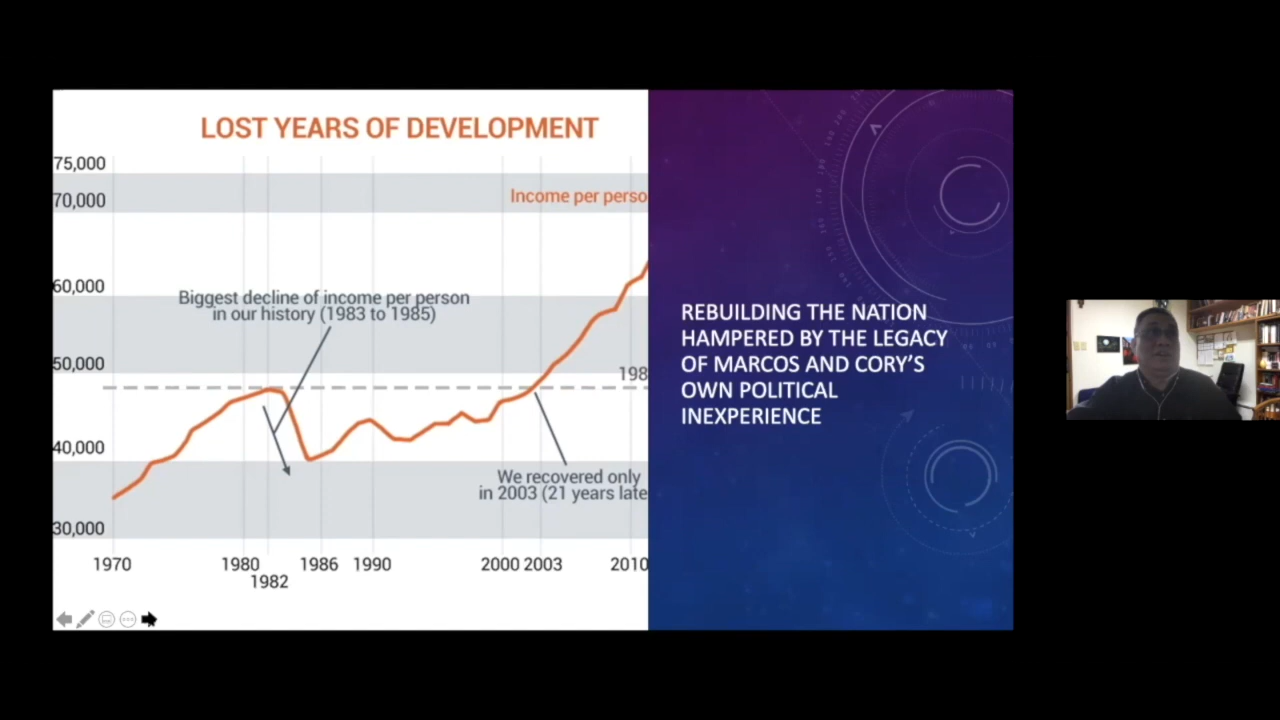 LOST YEARS OF DEVELOPMENT
75,000
70,000
Income per perso
60,000
Biggest decline of income per person
in our history (1983 to 1985)
50,000
198
40,000
We recovered only
in 2003 (21 years late
30,000
1970
1980
1982
1986
1990
2000
2003
2010
REBUILDING THE NATION
HAMPERED BY THE LEGACY
OF MARCOS AND CORY'S
OWN POLITICAL
INEXPERIENCE